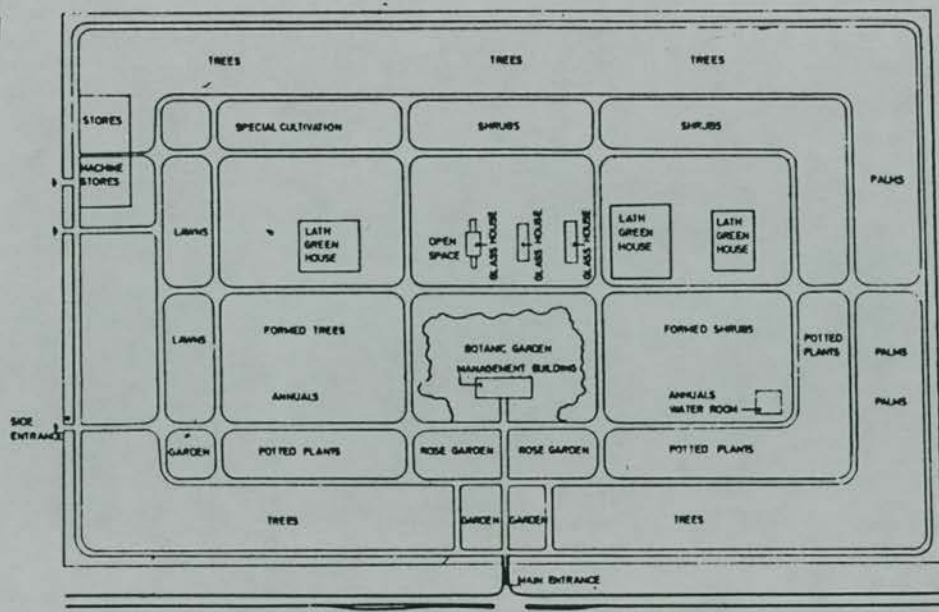 TREES
TREES
TREES
STORES
SPECIAL CULTIVATION
SHRUBS
SHRUBS
MACHINE
STORES
PALMS
LAWNS
LATH
GREEN
HOUSE
OPEN
SPACE
GLASS HOUSE
GLASS HOUSE
GLASS HOUSE
LATH
GREEN
HOUSE
LATH
GREEN
HOUSE
LAWNS
FORMED TREES
BOTANIC GARDEN
MANAGEMENT BUILDING
FORMED SHRUBS
POTTED
PLANTS
PALMS
ANNUALS
ANNUALS
WATER ROOM
PALMS
SIDE
ENTRANCE
GARDEN
POTTED PLANTS
ROSE GARDEN
ROSE GARDEN
POTTED PLANTS
TREES
GARDEN
GARDEN
TREES
MAIN ENTRANCE